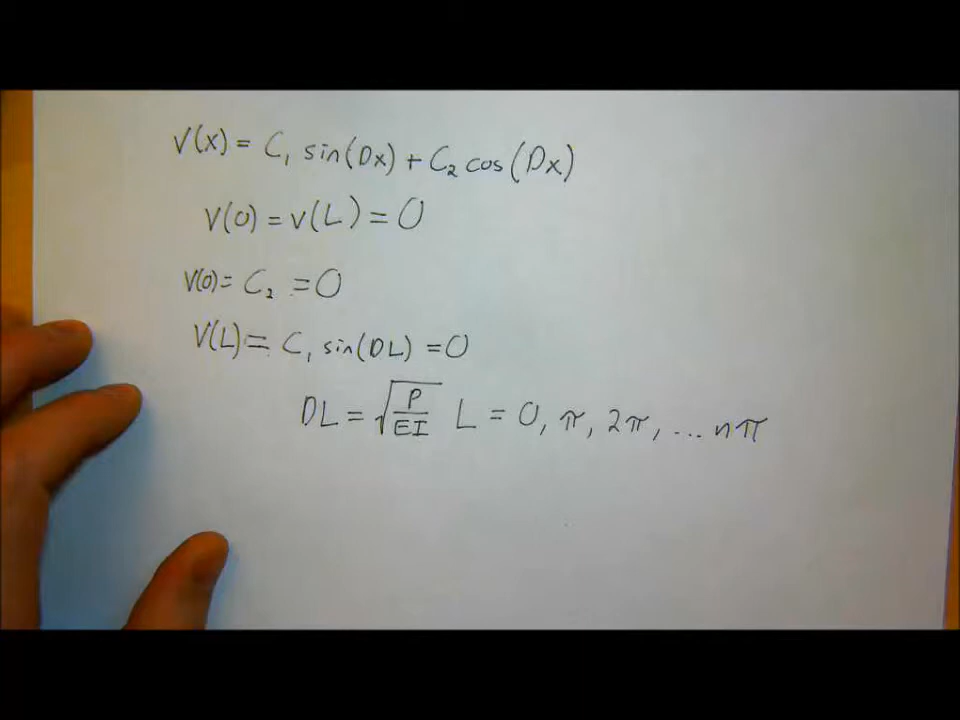 V(x) = C₁ sin(Dx) + C₂ cos(Dx)
V(0) = v(L) = 0
V(0) = C₂ = 0
V(L) = C₁ sin(DL) = 0
DL = √(P/EI) L = 0, π, 2π, ... nπ